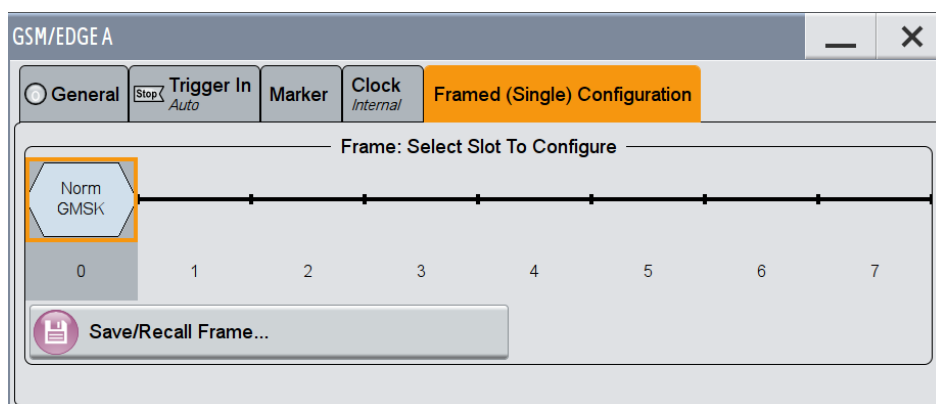 GSM/EDGE A
General
Stop
Trigger In
Auto
Marker
Clock
Internal
Framed (Single) Configuration
Frame: Select Slot To Configure
Norm
GMSK
0 1 2 3 4 5 6 7
Save/Recall Frame...